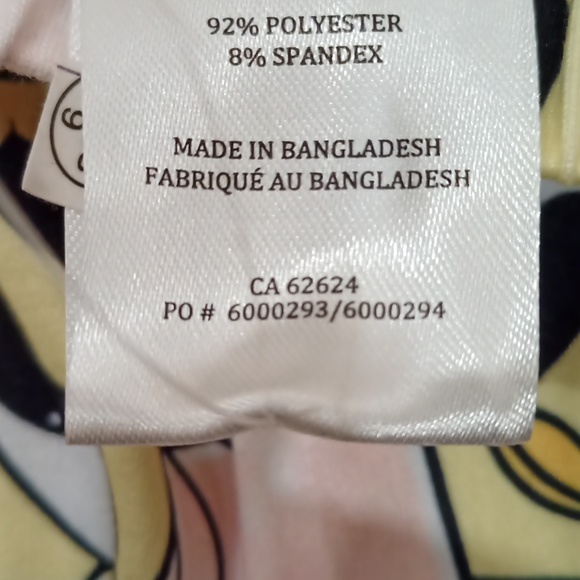 92% POLYESTER
8% SPANDEX
MADE IN BANGLADESH
FABRIQUÉ AU BANGLADESH
CA 62624
PO # 6000293/6000294